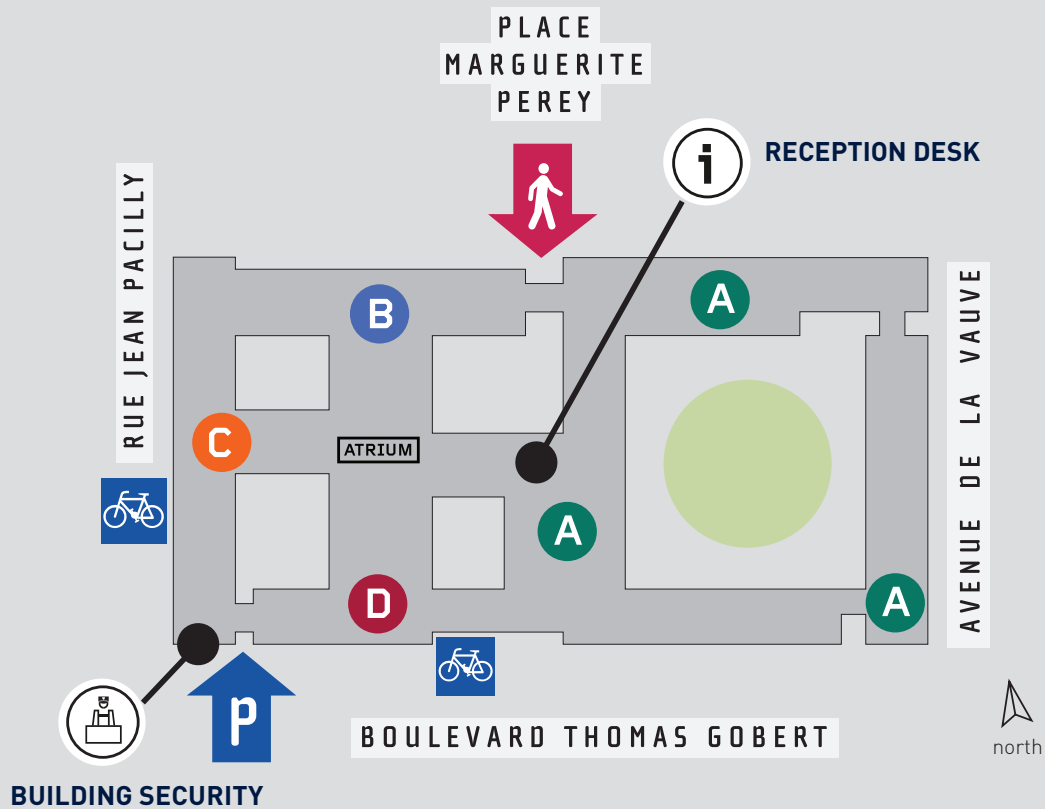 PLACE
MARGUERITE
PEREY
i
RECEPTION DESK
RUE JEAN PACILLY
AVENUE DE LA VAUVE
B
A
C
ATRIUM
A
D
A
P
BOULEVARD THOMAS GOBERT
north
BUILDING SECURITY